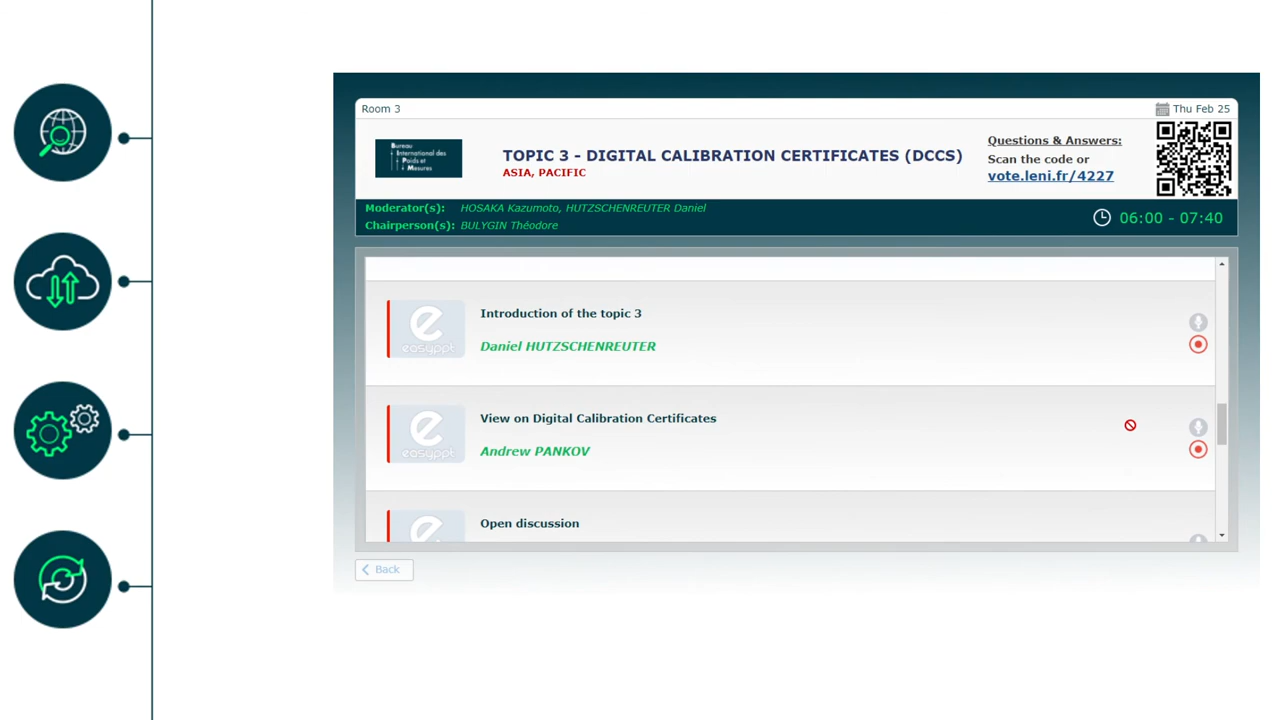 Room 3
Thu Feb 25
Bureau
International des
Poids et
Mesures
TOPIC 3 - DIGITAL CALIBRATION CERTIFICATES (DCCS)
ASIA, PACIFIC
Questions & Answers:
Scan the code or
vote.leni.fr/4227
Moderator(s): HOSAKA Kazumoto, HUTZSCHENREUTER Daniel
Chairperson(s): BULYGIN Théodore
06:00 - 07:40
e
easyppt
Introduction of the topic 3
Daniel HUTZSCHENREUTER
e
easyppt
View on Digital Calibration Certificates
Andrew PANKOV
e
Open discussion
Back